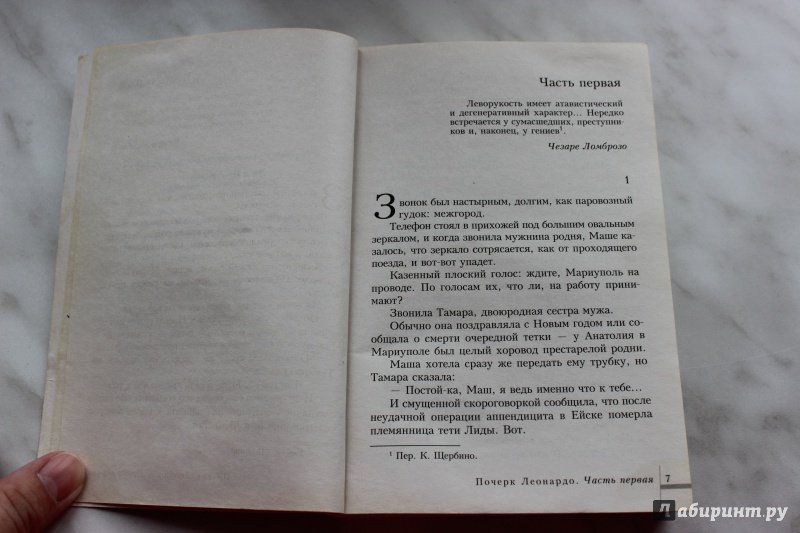 Часть первая
Леворукость имеет атавистический
и дегенеративный характер... Нередко
встречается у сумасшедших, преступни-
ков и, наконец, у гениев¹.
Чезаре Ломброзо
1
Звонок был настырным, долгим, как паровозный
гудок: межгород.
Телефон стоял в прихожей под большим овальным
зеркалом, и когда звонила мужнина родня, Маше ка-
залось, что зеркало сотрясается, как от проходящего
поезда, и вот-вот упадет.
Казенный плоский голос: ждите, Мариуполь на
проводе. По голосам их, что ли, на работу прини-
мают?
Звонила Тамара, двоюродная сестра мужа.
Обычно она поздравляла с Новым годом или со-
общала о смерти очередной тетки — у Анатолия в
Мариуполе был целый хоровод престарелой родни.
Маша хотела сразу же передать ему трубку, но
Тамара сказала:
— Постой-ка, Маш, я ведь именно что к тебе...
И смущенной скороговоркой сообщила, что после
неудачной операции аппендицита в Ейске померла
племянница тети Лиды. Вот.
¹ Пер. К. Щербино.
Почерк Леонардо. Часть первая 7
Лабиринт.ру